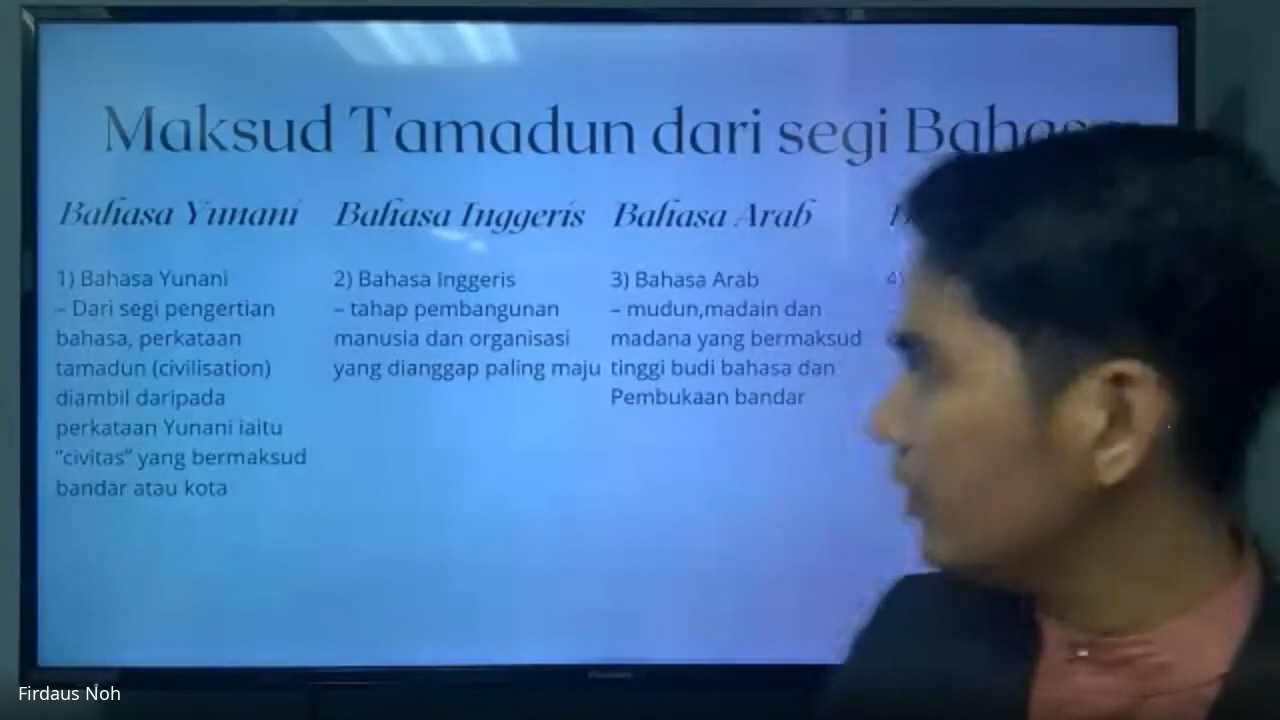 Maksud Tamadun dari segi
Bahasa Yunani
Bahasa Inggeris
Bahasa Arab
1) Bahasa Yunani
– Dari segi pengertian
bahasa, perkataan
tamadun (civilisation)
diambil daripada
perkataan Yunani iaitu
“civitas” yang bermaksud
bandar atau kota
2) Bahasa Inggeris
– tahap pembangunan
manusia dan organisasi
yang dianggap paling maju
3) Bahasa Arab
– mudun,madain dan
madana yang bermaksud
tinggi budi bahasa dan
Pembukaan bandar
4)
Firdaus Noh